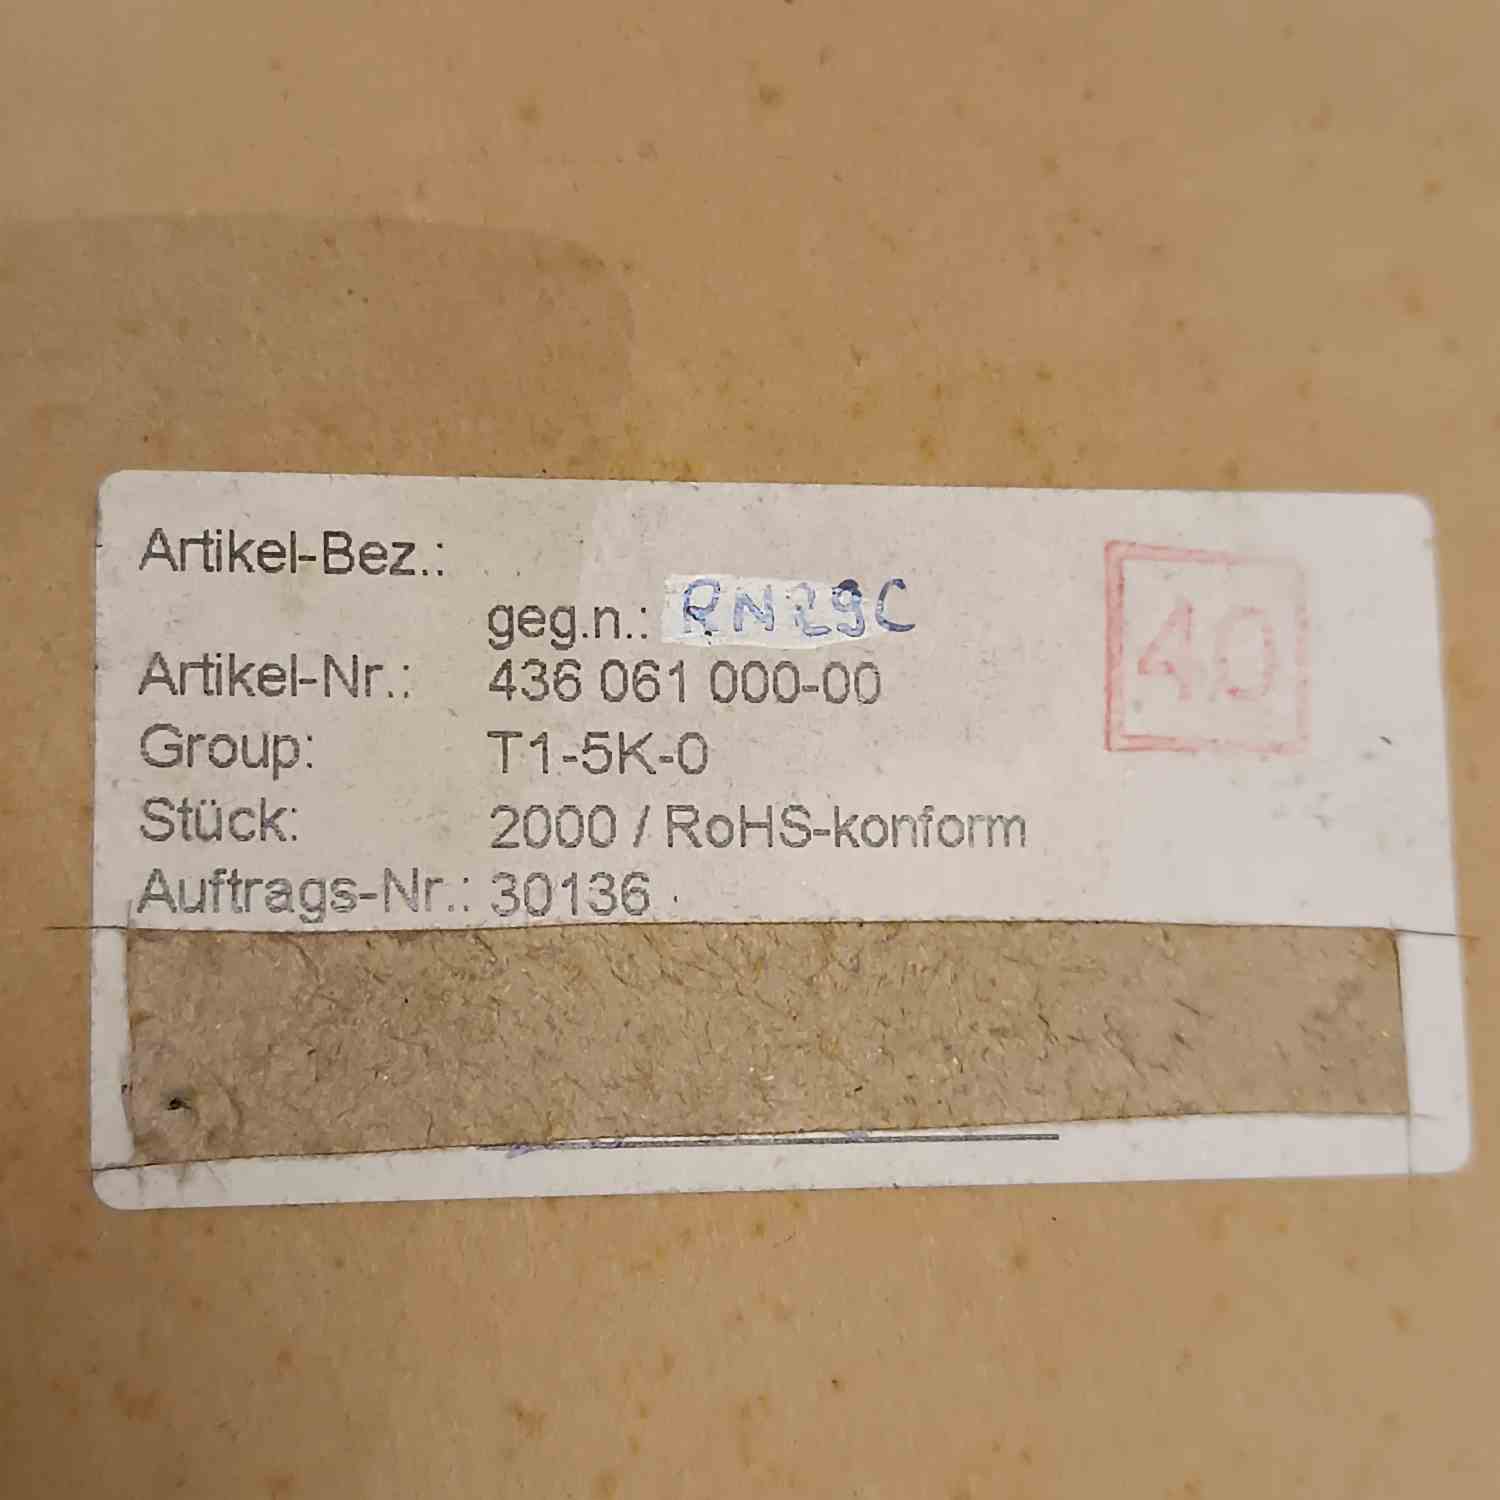 Artikel-Bez.:
geg.n.: RN29C
Artikel-Nr.: 436 061 000-00
Group: T1-5K-0
Stück: 2000 / RoHS-konform
Auftrags-Nr.: 30136
40